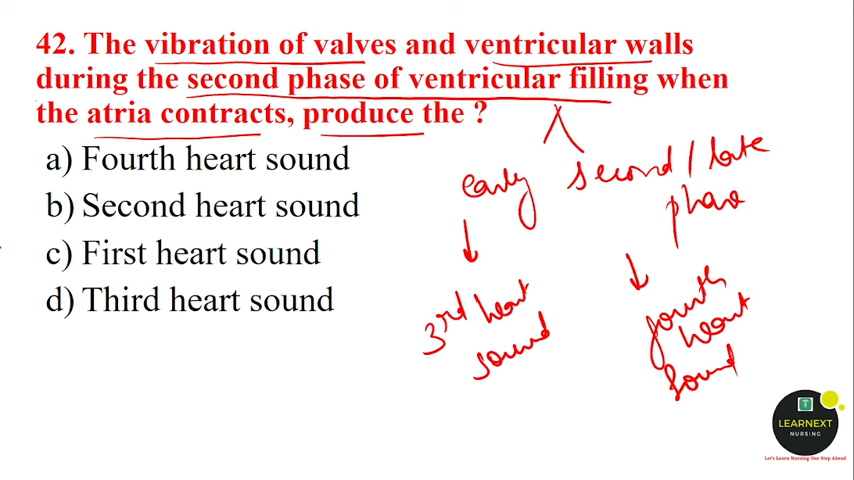 42. The vibration of valves and ventricular walls
during the second phase of ventricular filling when
the atria contracts, produce the ?
a) Fourth heart sound
b) Second heart sound
c) First heart sound
d) Third heart sound
early
second / late
phase
3rd heart
sound
fourth
heart
sound
T
LEARNEXT
NURSING
Let's Learn Nursing One Step Ahead